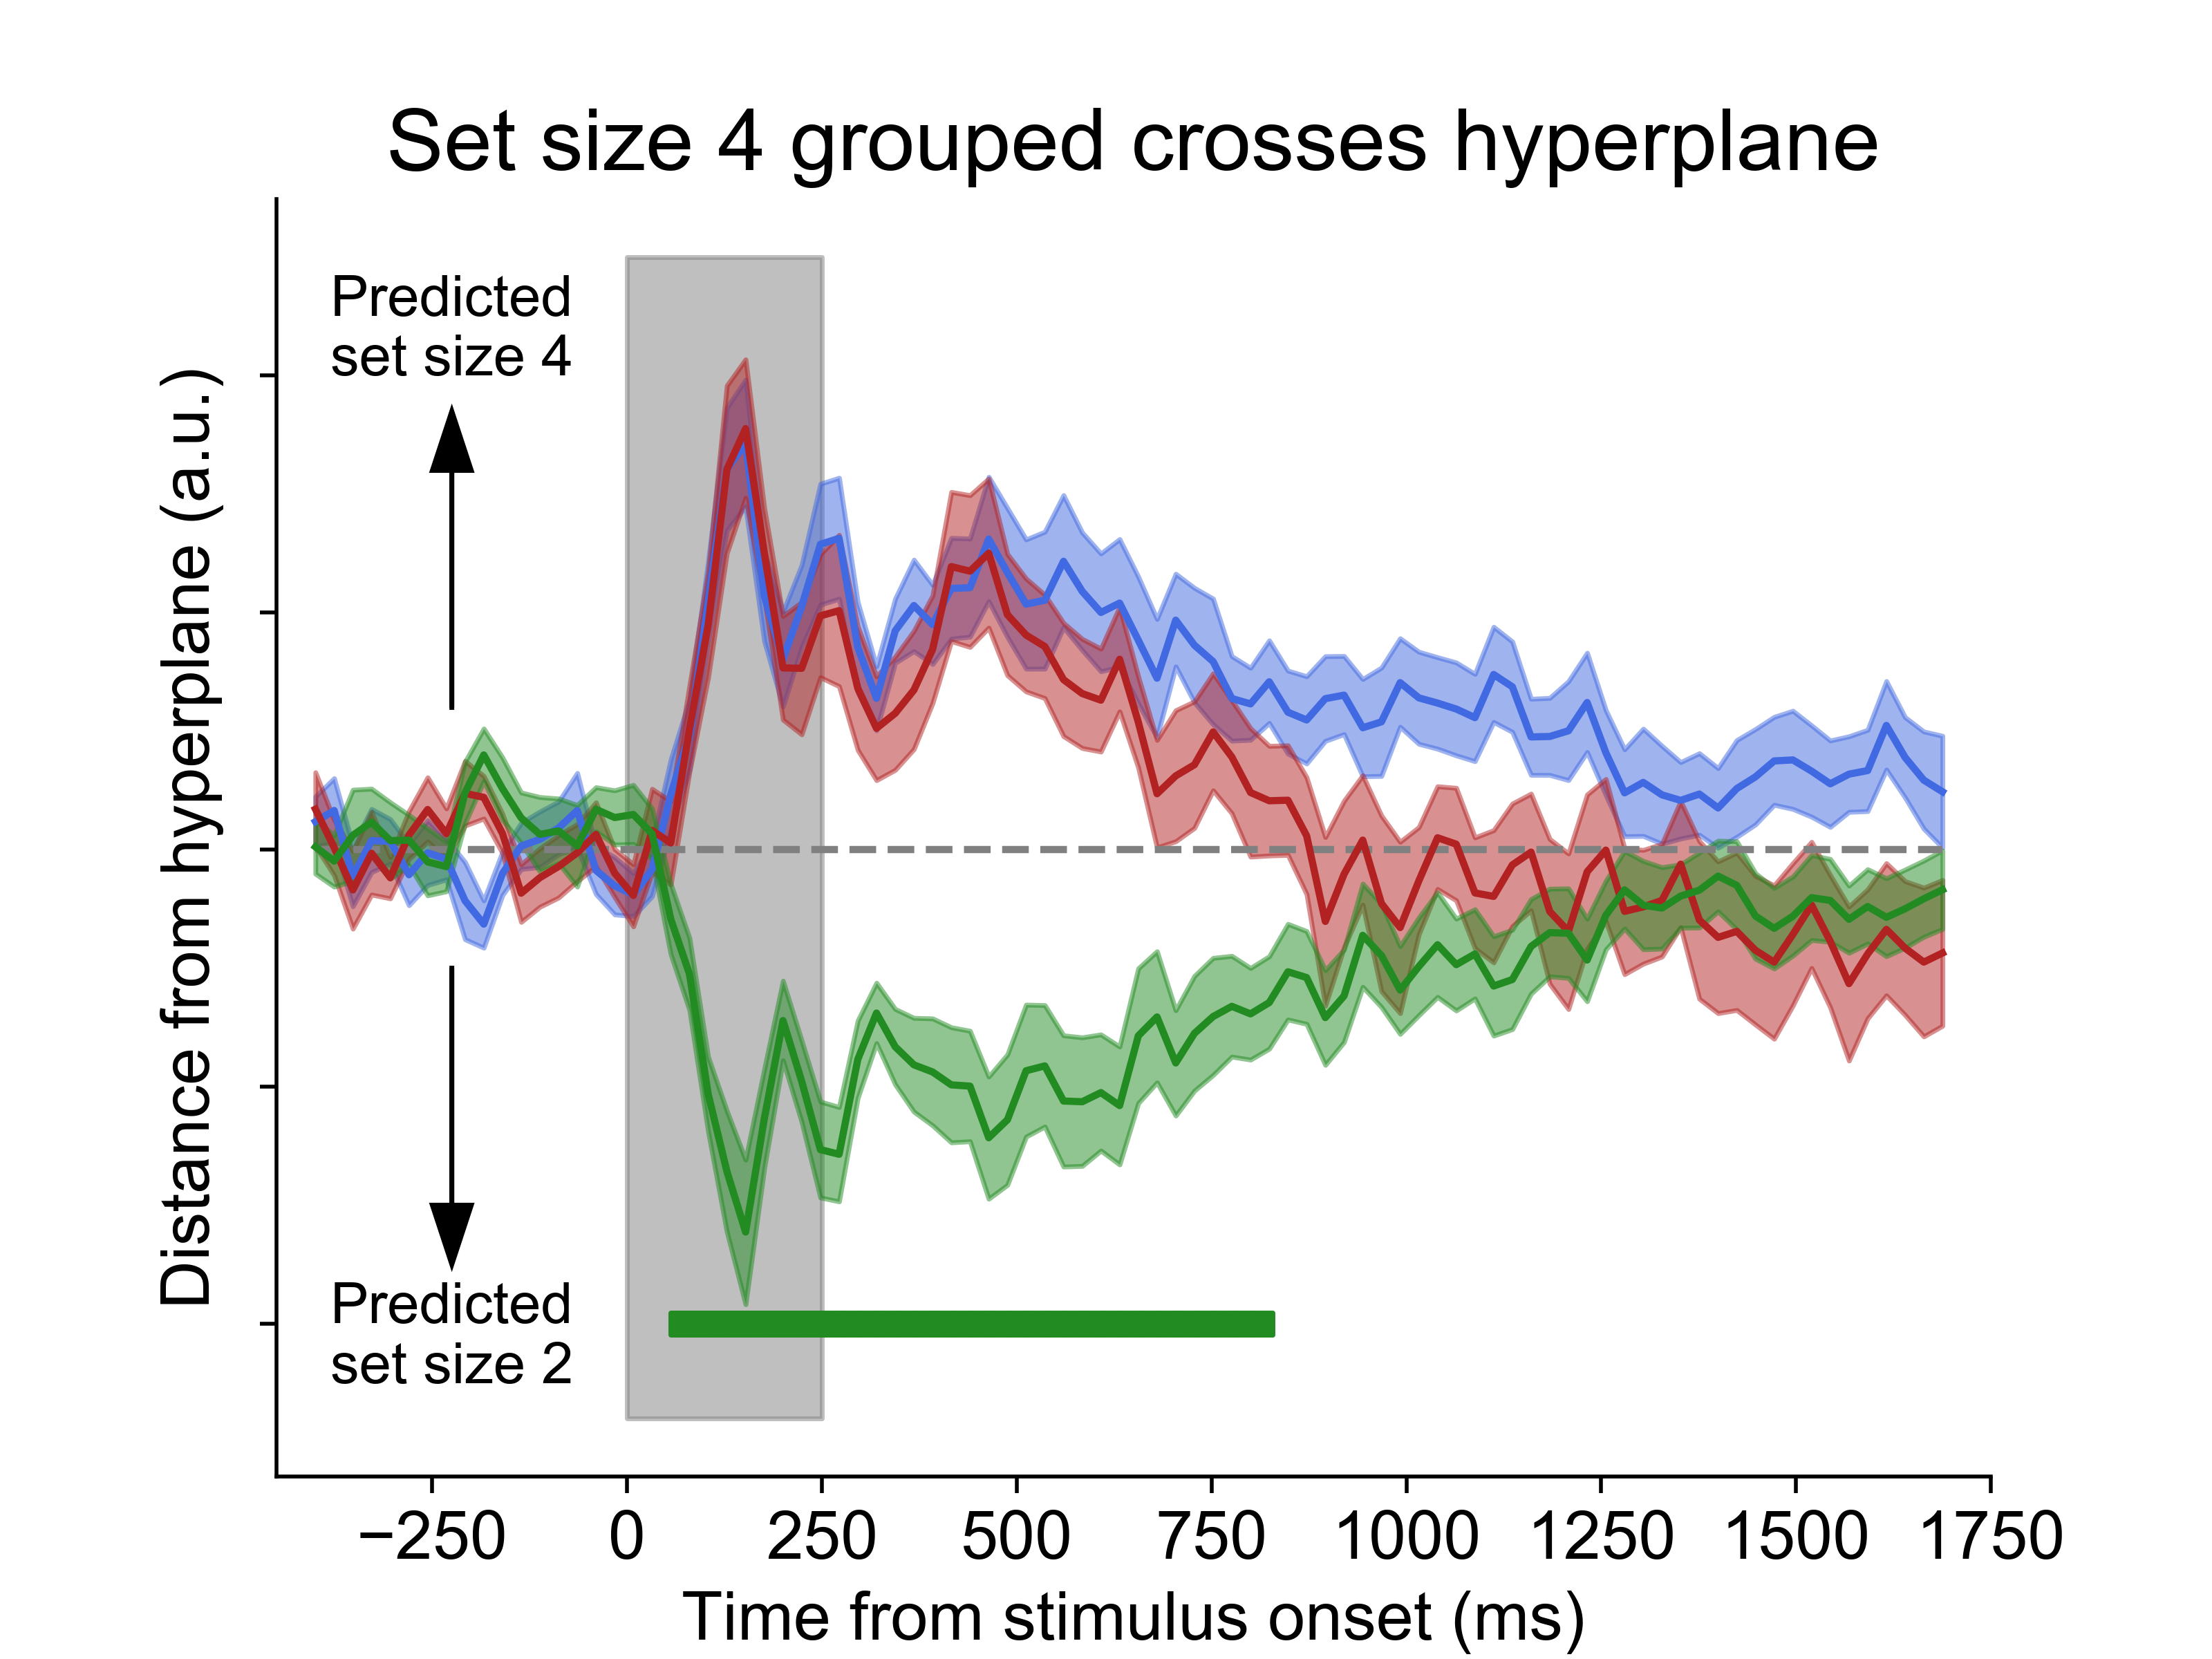 Set size 4 grouped crosses hyperplane
Predicted
set size 4
Distance from hyperplane (a.u.)
Predicted
set size 2
−250 0 250 500 750 1000 1250 1500 1750
Time from stimulus onset (ms)